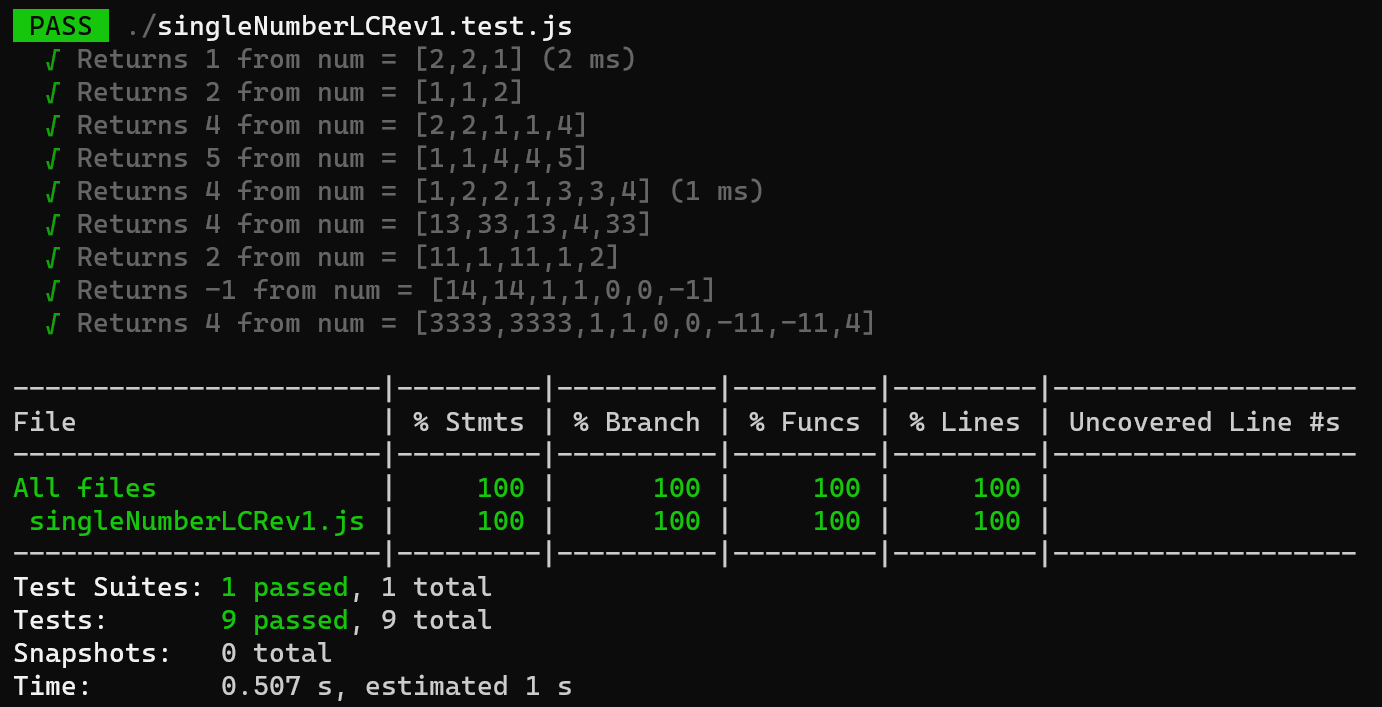 PASS ./singleNumberLCRev1.test.js
√ Returns 1 from num = [2,2,1] (2 ms)
√ Returns 2 from num = [1,1,2]
√ Returns 4 from num = [2,2,1,1,4]
√ Returns 5 from num = [1,1,4,4,5]
√ Returns 4 from num = [1,2,2,1,3,3,4] (1 ms)
√ Returns 4 from num = [13,33,13,4,33]
√ Returns 2 from num = [11,1,11,1,2]
√ Returns -1 from num = [14,14,1,1,0,0,-1]
√ Returns 4 from num = [3333,3333,1,1,0,0,-11,-11,4]
-----------------------|---------|----------|---------|---------|-------------------
File                   | % Stmts | % Branch | % Funcs | % Lines | Uncovered Line #s
-----------------------|---------|----------|---------|---------|-------------------
All files              |     100 |      100 |     100 |     100 |
 singleNumberLCRev1.js |     100 |      100 |     100 |     100 |
-----------------------|---------|----------|---------|---------|-------------------
Test Suites: 1 passed, 1 total
Tests:       9 passed, 9 total
Snapshots:   0 total
Time:        0.507 s, estimated 1 s